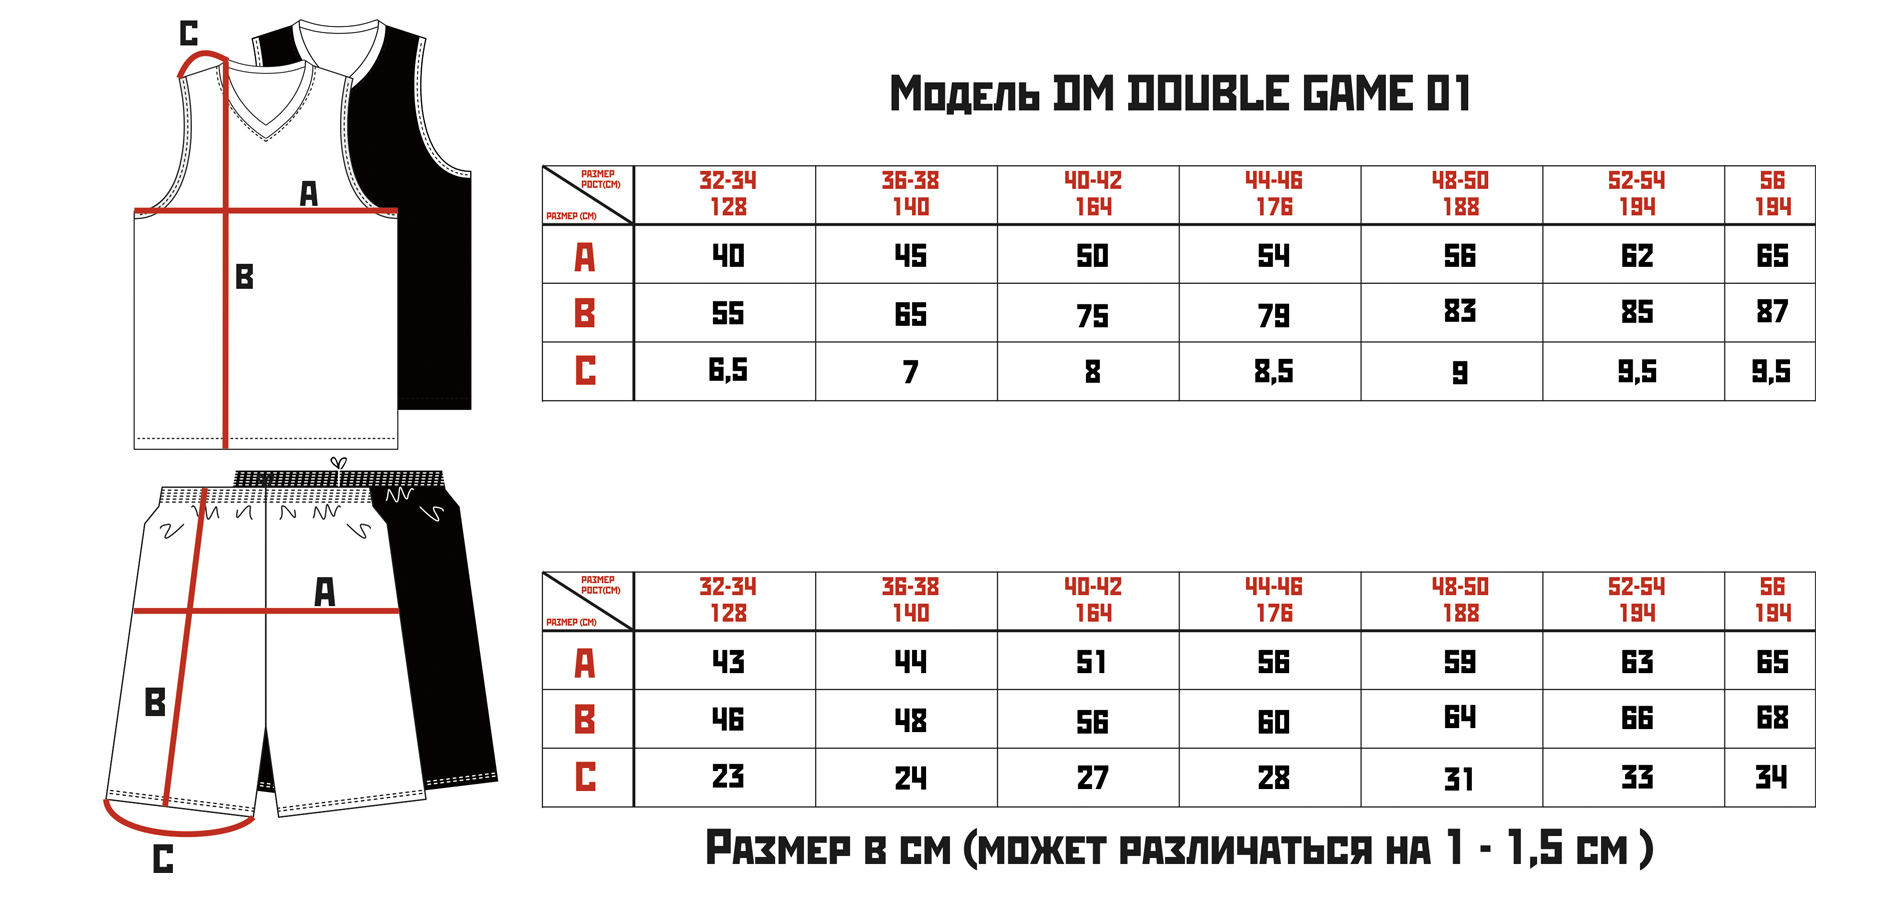 C
A
B
Модель DM DOUBLE GAME 01
РАЗМЕР
РОСТ(СМ)
РАЗМЕР (СМ)
32-34 36-38 40-42 44-46 48-50 52-54 56
128 140 164 176 188 194 194
A 40 45 50 54 56 62 65
B 55 65 75 79 83 85 87
C 6,5 7 8 8,5 9 9,5 9,5
A
B
C
РАЗМЕР
РОСТ(СМ)
РАЗМЕР (СМ)
32-34 36-38 40-42 44-46 48-50 52-54 56
128 140 164 176 188 194 194
A 43 44 51 56 59 63 65
B 46 48 56 60 64 66 68
C 23 24 27 28 31 33 34
Размер в см (может различаться на 1 - 1,5 см )